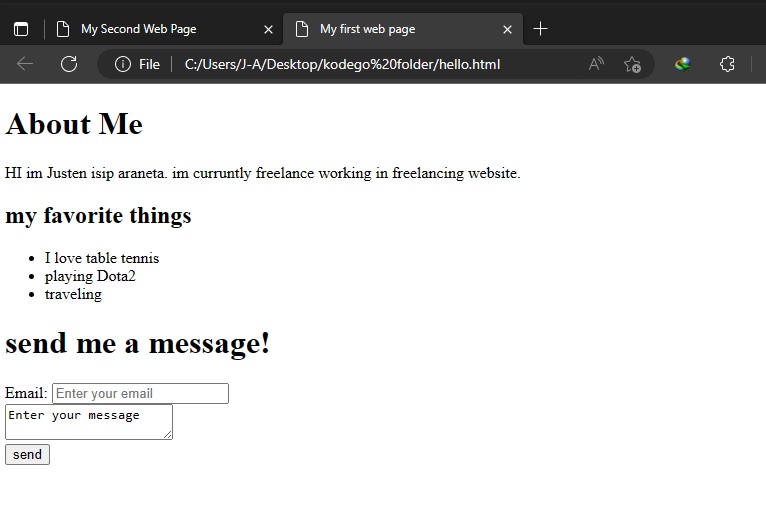 My Second Web Page
My first web page
File
C:/Users/J-A/Desktop/kodego%20folder/hello.html
About Me
HI im Justen isip araneta. im curruntly freelance working in freelancing website.
my favorite things
I love table tennis
playing Dota2
traveling
send me a message!
Email: Enter your email
Enter your message
send